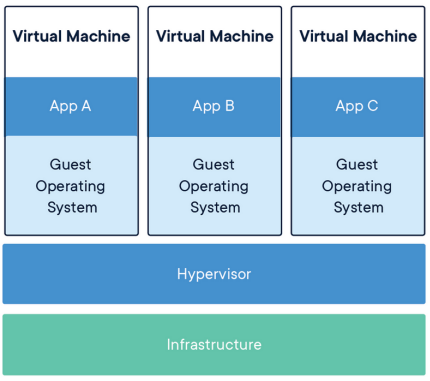 Virtual Machine
Virtual Machine
Virtual Machine
App A
App B
App C
Guest
Operating
System
Guest
Operating
System
Guest
Operating
System
Hypervisor
Infrastructure